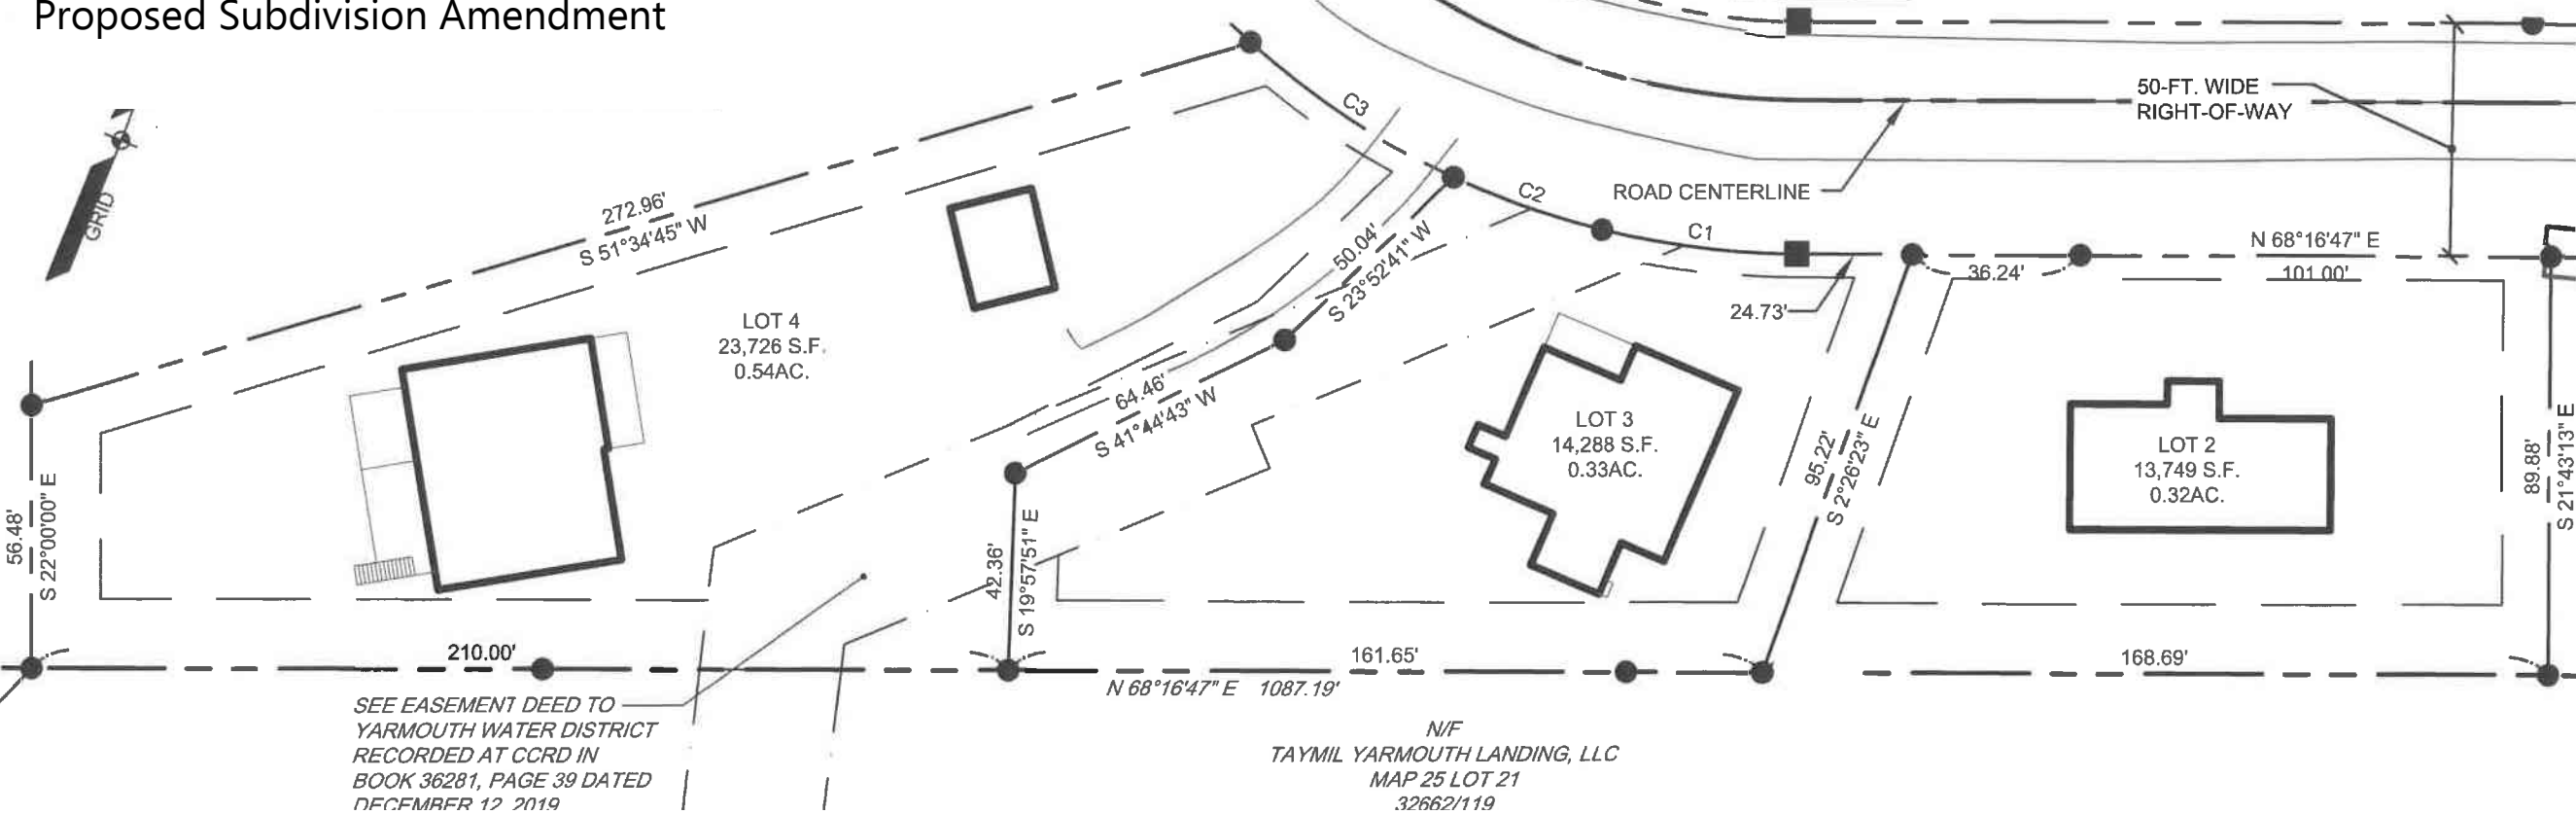 Proposed Subdivision Amendment
GRID
C3
50-FT. WIDE
RIGHT-OF-WAY
ROAD CENTERLINE
C2
C1
272.96'
S 51°34'45" W
50.04'
S 23°52'41" W
N 68°16'47" E
36.24'
101.00'
24.73'
LOT 4
23,726 S.F.
0.54AC.
64.46'
S 41°44'43" W
LOT 3
14,288 S.F.
0.33AC.
95.22'
S 2°26'23" E
LOT 2
13,749 S.F.
0.32AC.
89.88'
S 21°43'13" E
56.48'
S 22°00'00" E
42.36'
S 19°57'51" E
210.00'
161.65'
168.69'
N 68°16'47" E 1087.19'
SEE EASEMENT DEED TO
YARMOUTH WATER DISTRICT
RECORDED AT CCRD IN
BOOK 36281, PAGE 39 DATED
DECEMBER 12, 2019
N/F
TAYMIL YARMOUTH LANDING, LLC
MAP 25 LOT 21
32662/119